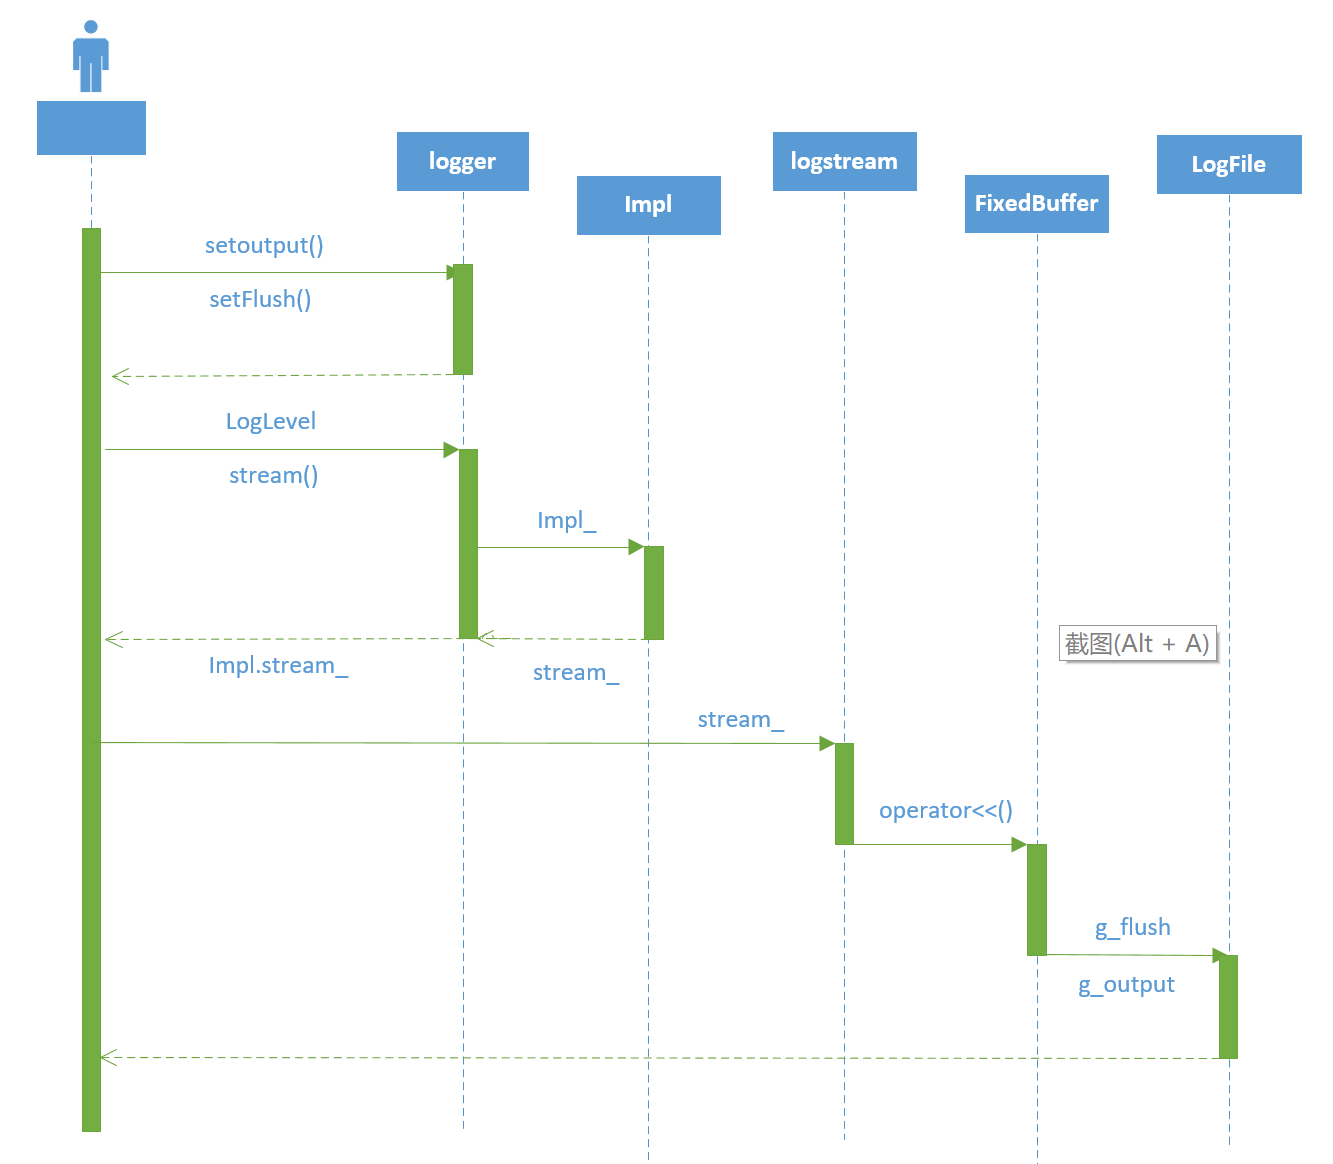 logger
Impl
logstream
FixedBuffer
LogFile
setoutput()
setFlush()
LogLevel
stream()
Impl_
Impl.stream_
stream_
截图(Alt + A)
stream_
operator<<()
g_flush
g_output